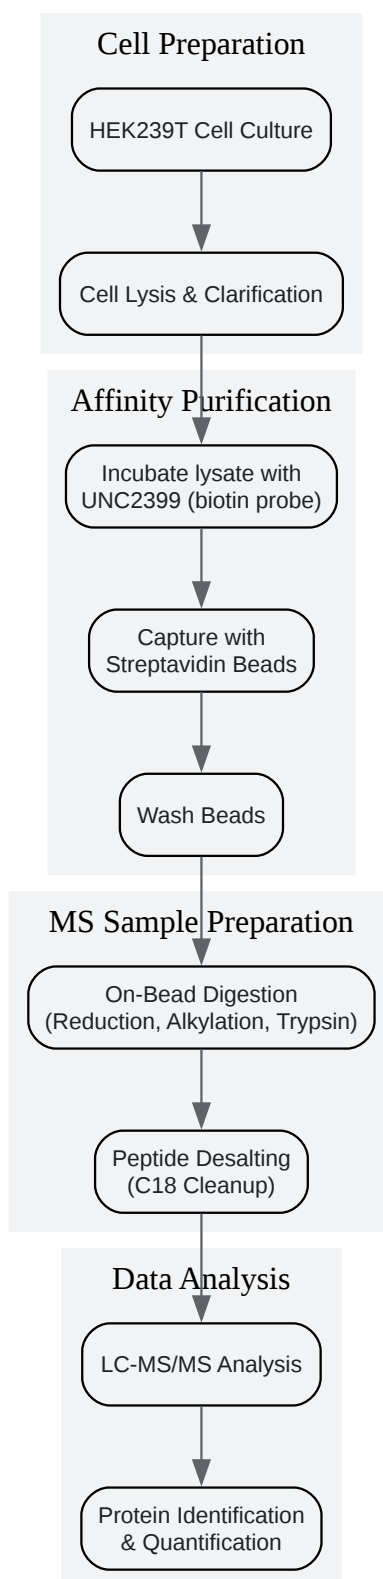 Cell Preparation
HEK239T Cell Culture
Cell Lysis & Clarification
Affinity Purification
Incubate lysate with
UNC2399 (biotin probe)
Capture with
Streptavidin Beads
Wash Beads
MS Sample Preparation
On-Bead Digestion
(Reduction, Alkylation, Trypsin)
Peptide Desalting
(C18 Cleanup)
Data Analysis
LC-MS/MS Analysis
Protein Identification
& Quantification